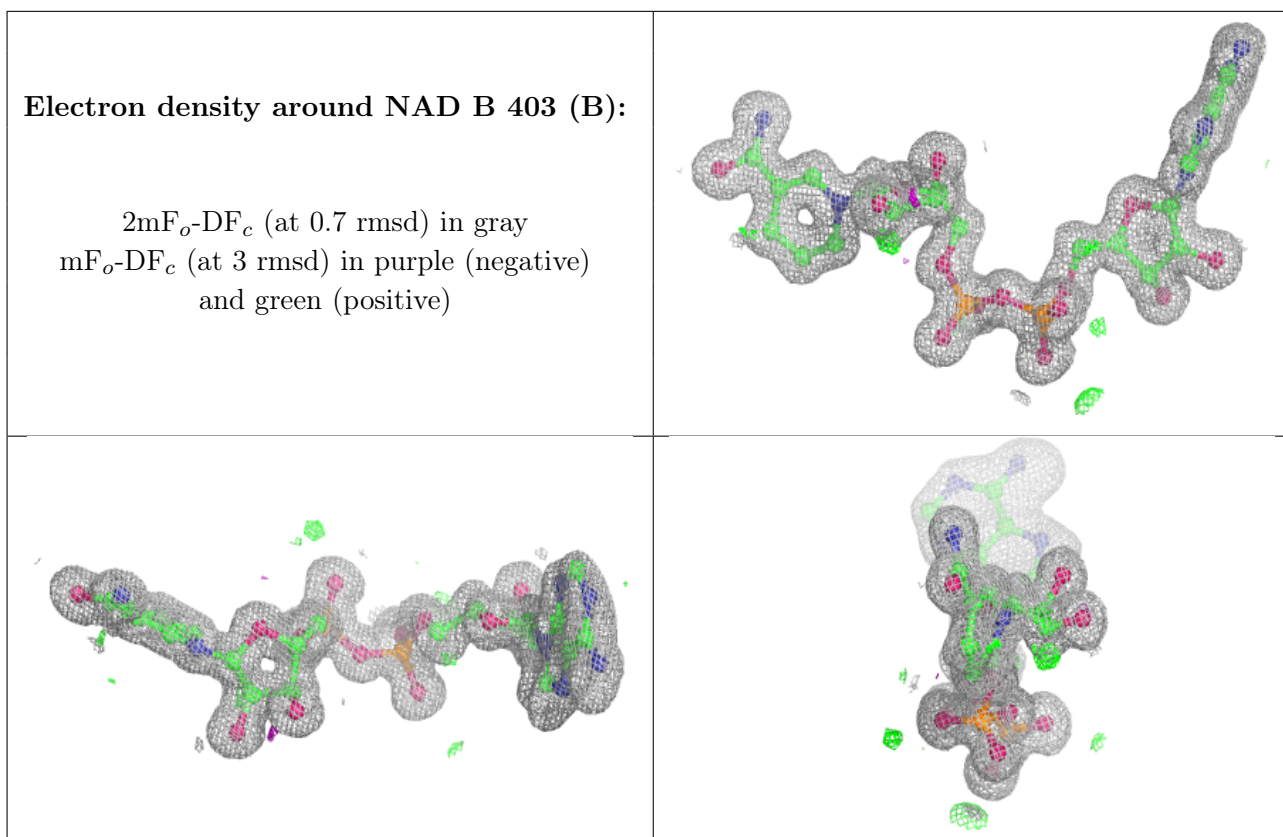 Electron density around NAD B 403 (B):
2mFo-DFc (at 0.7 rmsd) in gray
mFo-DFc (at 3 rmsd) in purple (negative)
and green (positive)